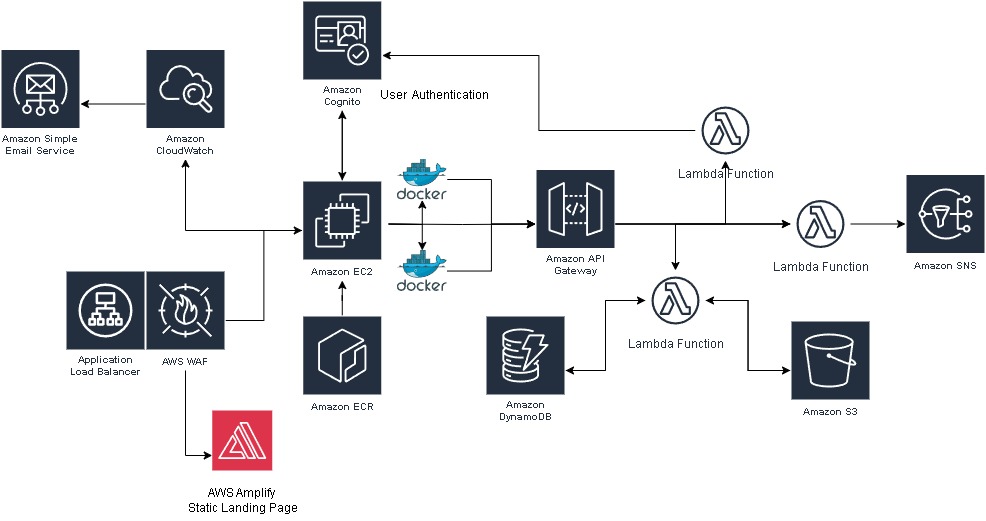 Amazon Simple
Email Service
Amazon
CloudWatch
Amazon
Cognito
User Authentication
Lambda Function
docker
docker
Amazon EC2
Amazon API
Gateway
Lambda Function
Amazon SNS
Application
Load Balancer
AWS WAF
Amazon ECR
Lambda Function
Amazon
DynamoDB
Amazon S3
AWS Amplify
Static Landing Page